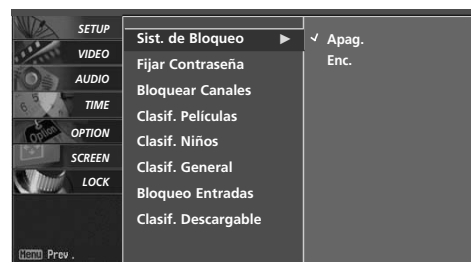 SETUP
VIDEO
AUDIO
TIME
OPTION
SCREEN
LOCK
Sist. de Bloqueo
Fijar Contraseña
Bloquear Canales
Clasif. Películas
Clasif. Niños
Clasif. General
Bloqueo Entradas
Clasif. Descargable
✓ Apag.
Enc.
Option
Menu Prev.